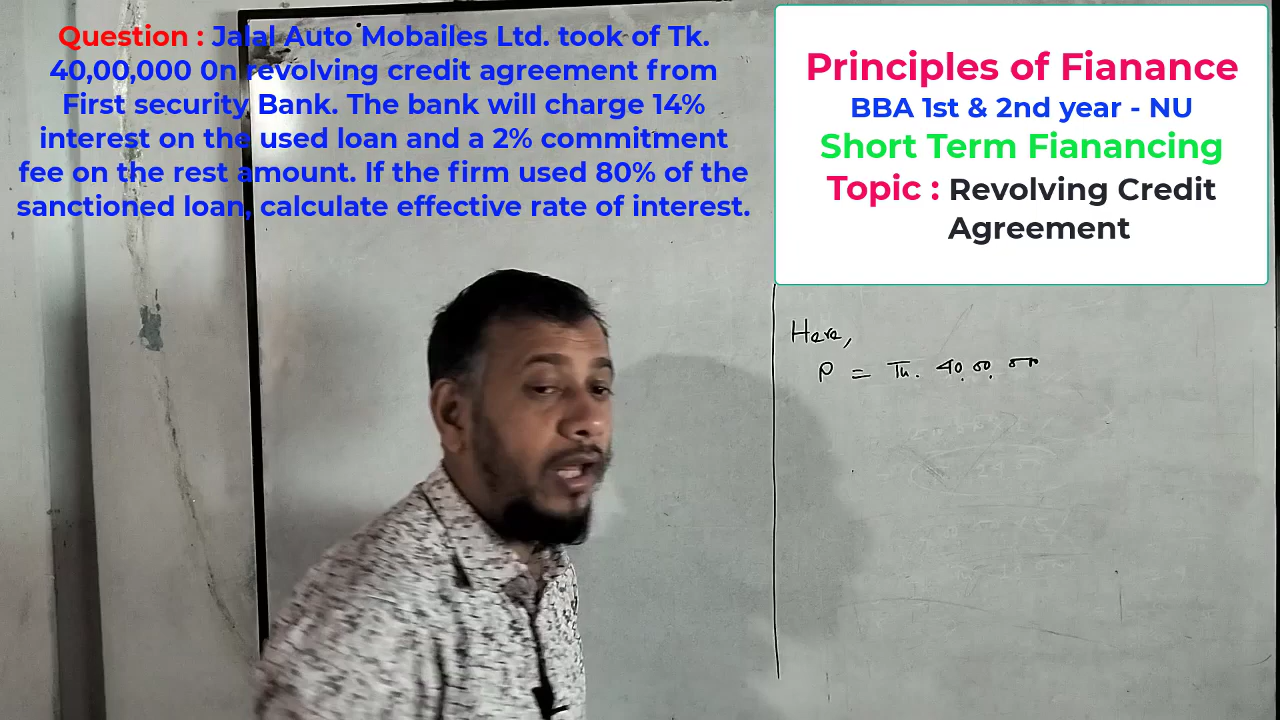 Question : Jalal Auto Mobailes Ltd. took of Tk.
40,00,000 0n revolving credit agreement from
First security Bank. The bank will charge 14%
interest on the used loan and a 2% commitment
fee on the rest amount. If the firm used 80% of the
sanctioned loan, calculate effective rate of interest.
Principles of Fianance
BBA 1st & 2nd year - NU
Short Term Fianancing
Topic : Revolving Credit
Agreement
Here,
P = Tk. 40,00,000